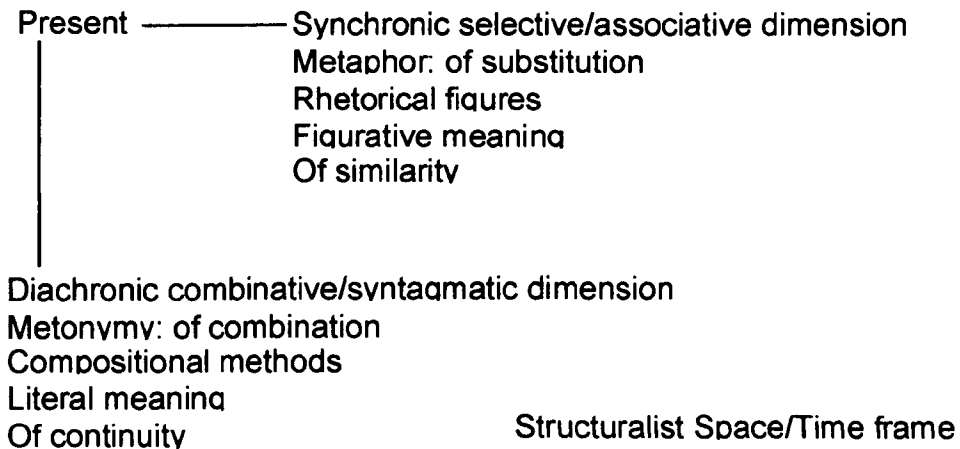 Present Synchronic selective/associative dimension
Metaphor: of substitution
Rhetorical figures
Figurative meaning
Of similarity
Diachronic combinative/syntagmatic dimension
Metonymy: of combination
Compositional methods
Literal meaning
Of continuity
Structuralist Space/Time frame